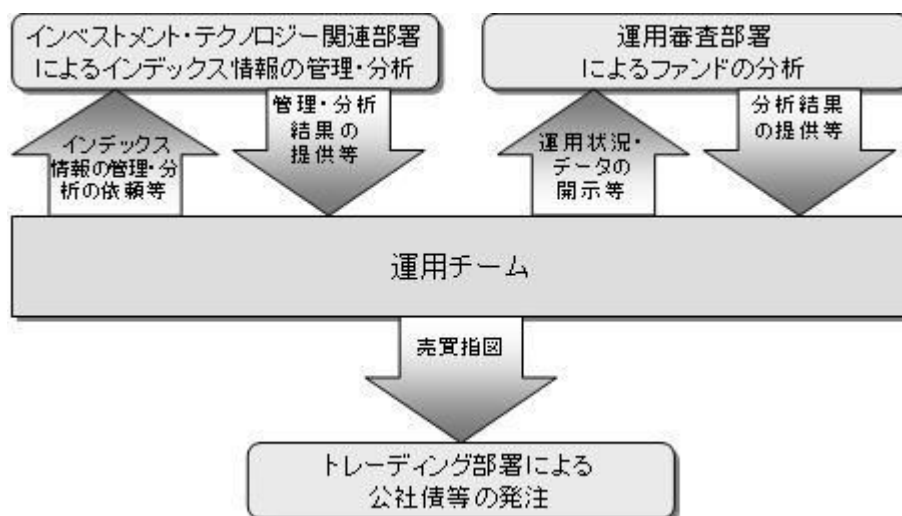 インベストメント・テクノロジー関連部署
によるインデックス情報の管理・分析
運用審査部署
によるファンドの分析
インデックス
情報の管理・分
析の依頼等
管理・分析
結果の
提供等
運用状況・
データの
開示等
分析結果
の提供等
運用チーム
売買指図
トレーディング部署による
公社債等の発注